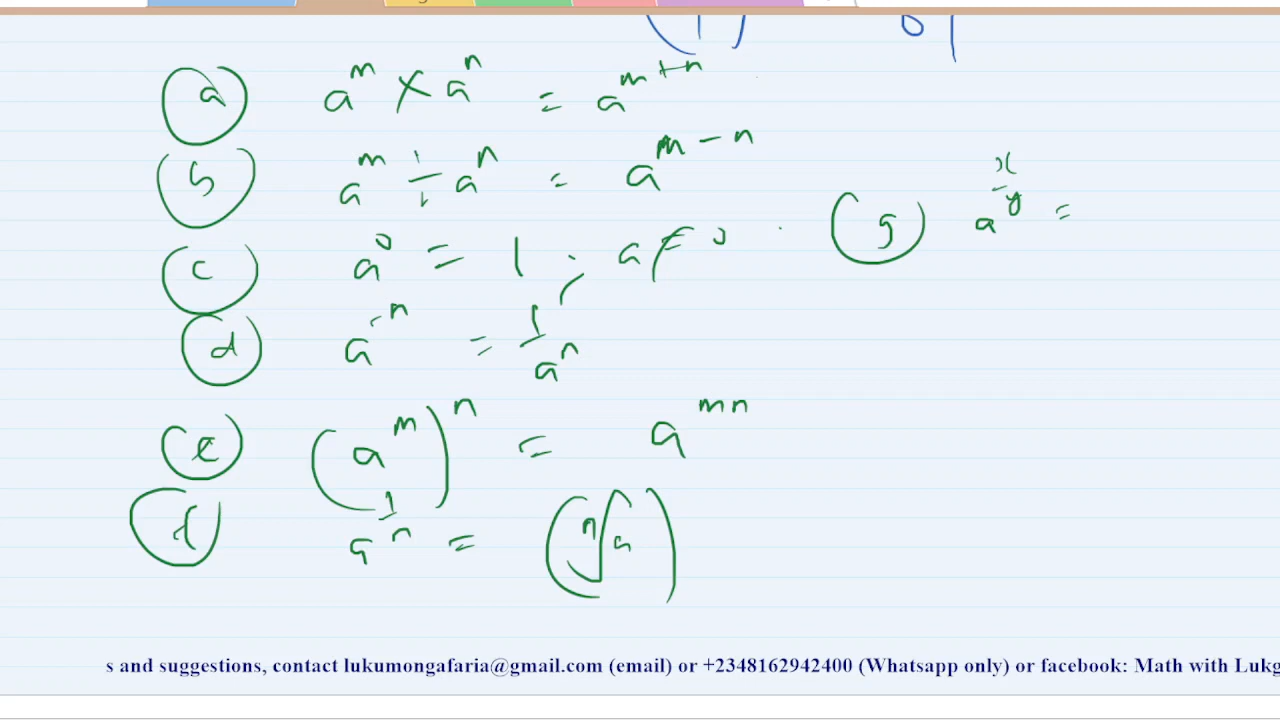 (a) a^m × a^n = a^(m+n)
(b) a^m ÷ a^n = a^(m-n)
(c) a^0 = 1 ; a ≠ 0 .
(g) a^(x/y) =
(d) a^(-n) = 1/a^n
(e) (a^m)^n = a^(mn)
(f) a^(1/n) = (ⁿ√a)
s and suggestions, contact lukumongafaria@gmail.com (email) or +2348162942400 (Whatsapp only) or facebook: Math with Lukg